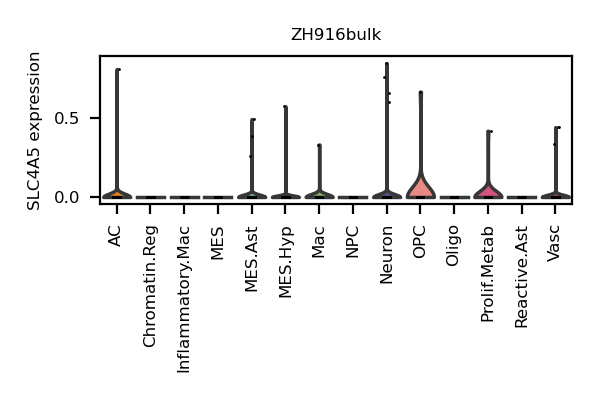 ZH916bulk
SLC4A5 expression
0.5
0.0
AC
Chromatin.Reg
Inflammatory.Mac
MES
MES.Ast
MES.Hyp
Mac
NPC
Neuron
OPC
Oligo
Prolif.Metab
Reactive.Ast
Vasc